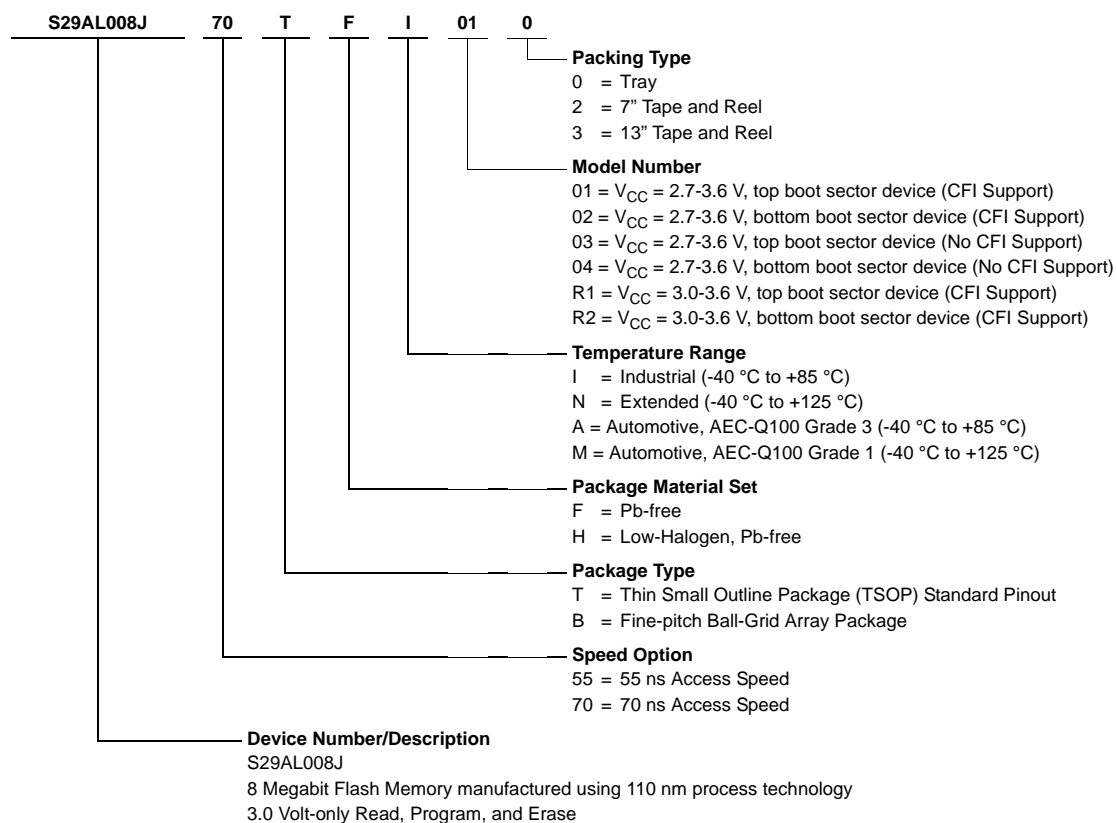 S29AL008J 70 T F I 01 0
Packing Type
0 = Tray
2 = 7” Tape and Reel
3 = 13” Tape and Reel
Model Number
01 = VCC = 2.7-3.6 V, top boot sector device (CFI Support)
02 = VCC = 2.7-3.6 V, bottom boot sector device (CFI Support)
03 = VCC = 2.7-3.6 V, top boot sector device (No CFI Support)
04 = VCC = 2.7-3.6 V, bottom boot sector device (No CFI Support)
R1 = VCC = 3.0-3.6 V, top boot sector device (CFI Support)
R2 = VCC = 3.0-3.6 V, bottom boot sector device (CFI Support)
Temperature Range
I = Industrial (-40 °C to +85 °C)
N = Extended (-40 °C to +125 °C)
A = Automotive, AEC-Q100 Grade 3 (-40 °C to +85 °C)
M = Automotive, AEC-Q100 Grade 1 (-40 °C to +125 °C)
Package Material Set
F = Pb-free
H = Low-Halogen, Pb-free
Package Type
T = Thin Small Outline Package (TSOP) Standard Pinout
B = Fine-pitch Ball-Grid Array Package
Speed Option
55 = 55 ns Access Speed
70 = 70 ns Access Speed
Device Number/Description
S29AL008J
8 Megabit Flash Memory manufactured using 110 nm process technology
3.0 Volt-only Read, Program, and Erase